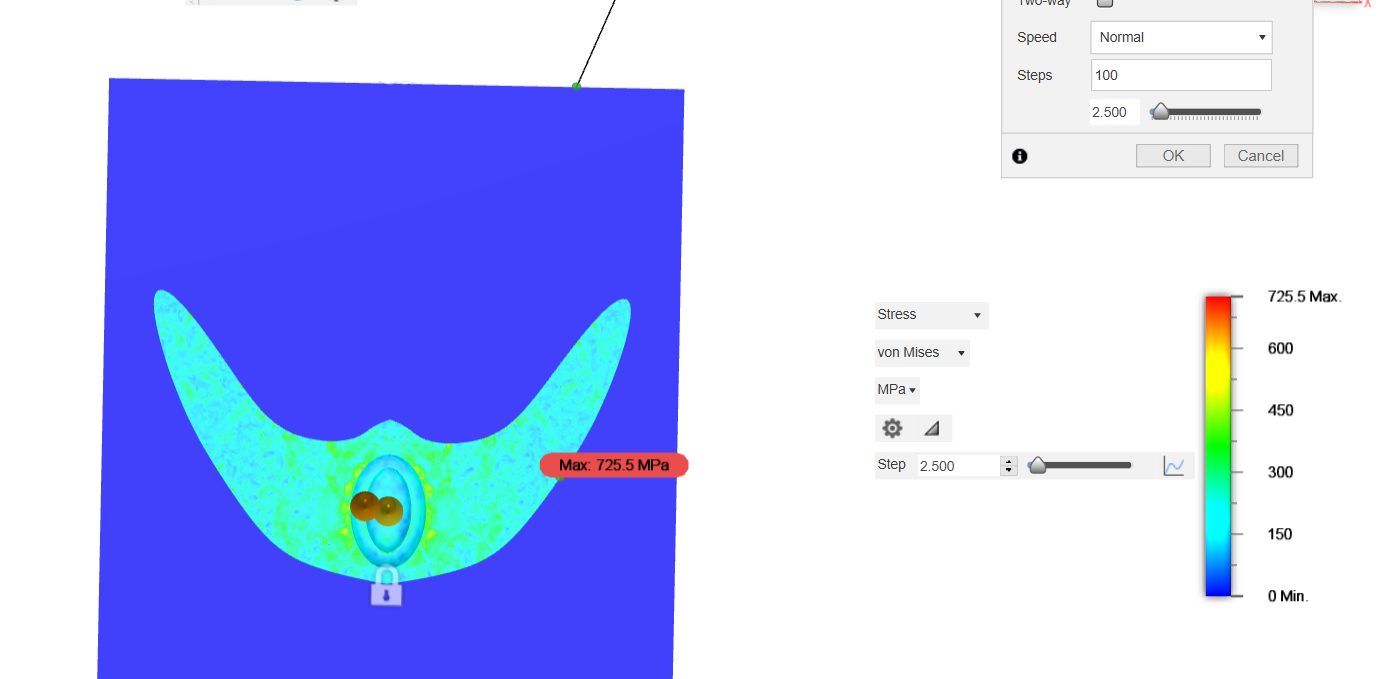 Two-way
Speed Normal
Steps 100
2.500
OK Cancel
Stress
von Mises
MPa
Step 2.500
Max: 725.5 MPa
725.5 Max.
600
450
300
150
0 Min.
X